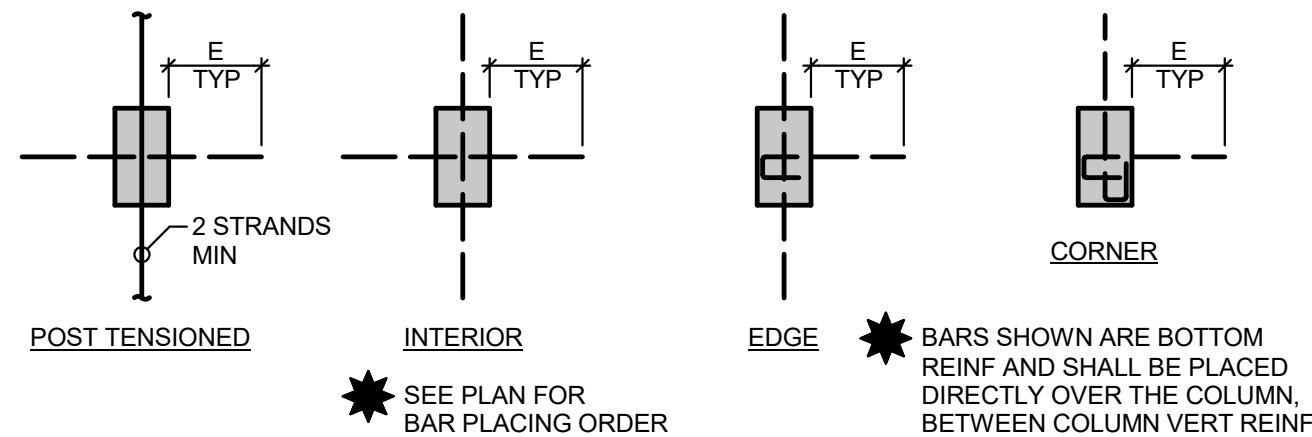 E
TYP
E
TYP
E
TYP
E
TYP
2 STRANDS
MIN
CORNER
POST TENSIONED
INTERIOR
EDGE
SEE PLAN FOR
BAR PLACING ORDER
BARS SHOWN ARE BOTTOM
REINF AND SHALL BE PLACED
DIRECTLY OVER THE COLUMN,
BETWEEN COLUMN VERT REINF